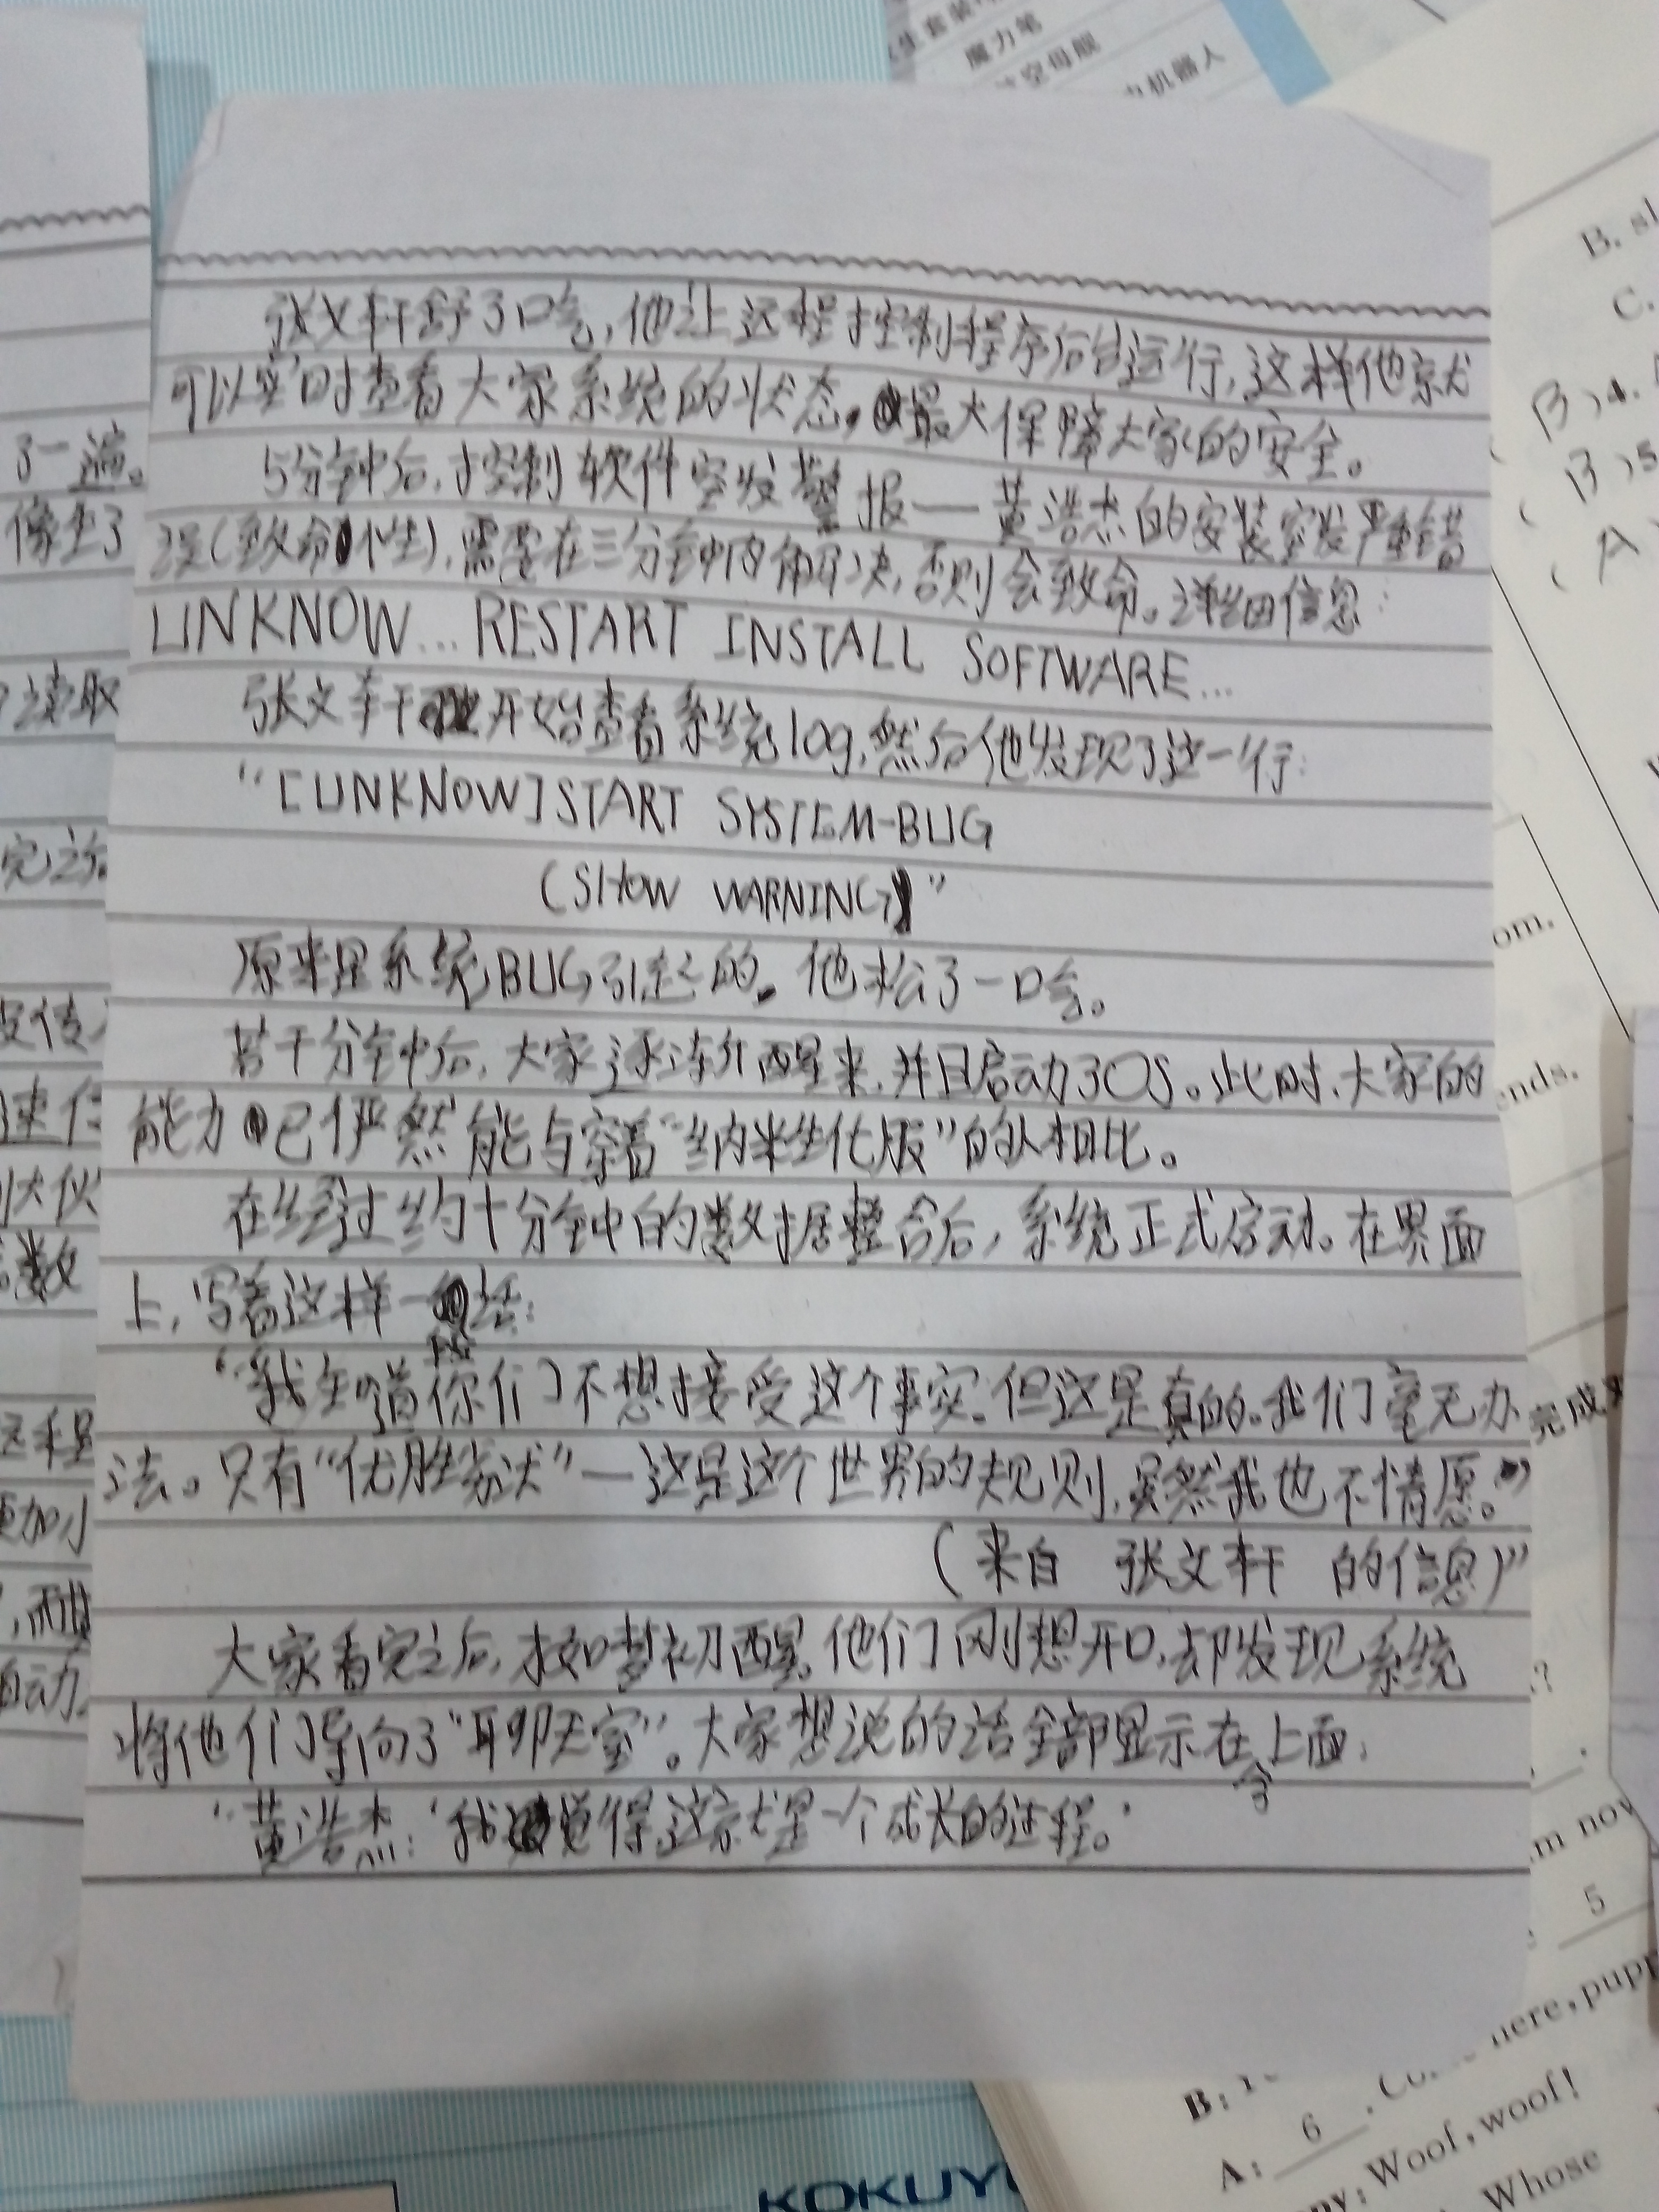 生套装
魔力笔
空母舰
机器人
张文轩舒了口气,他让远程控制程序后台运行,这样他就
可以实时查看大家系统的状态,最大保障大家的安全。
5分钟后,控制软件突发警报—黄浩杰的安装突发严重错
误(致命性),需要在三分钟内解决,否则会致命。详细信息:
UNKNOW... RESTART INSTALL SOFTWARE...
张文轩开始查看系统log,然后他发现了这一行:
“[UNKNOW]START SYSTEM-BUG
(SHOW WARNING)”
原来是系统BUG引起的。他松了一口气。
若干分钟后,大家逐渐醒来,并且启动3OS。此时,大家的
能力已俨然能与穿着“纳米生化服”的人相比。
在经过约十分钟的数据整合后,系统正式启动。在界面
上,写着这样一段话:
“‘我知道你们不想接受这个事实,但这是真的。我们毫无办
法。只有“优胜劣汰”—这是这个世界的规则,虽然我也不情愿。’
(来自 张文轩 的信息)”
大家看完之后,才如梦初醒。他们刚想开口,却发现系统
将他们导向了“聊天室”。大家想说的话全部显示在上面:
“黄浩杰:‘我觉得,这就是一个成长的过程。’
了一遍。
像坐了
读取
完之后
数
更加小
自动
B. sl
C.
B)4.
B)5
A
om.
ends.
完成
?
m now
5
here, pupp
B:
A: 6 .
Woof, woof!
Whose
KOKUY